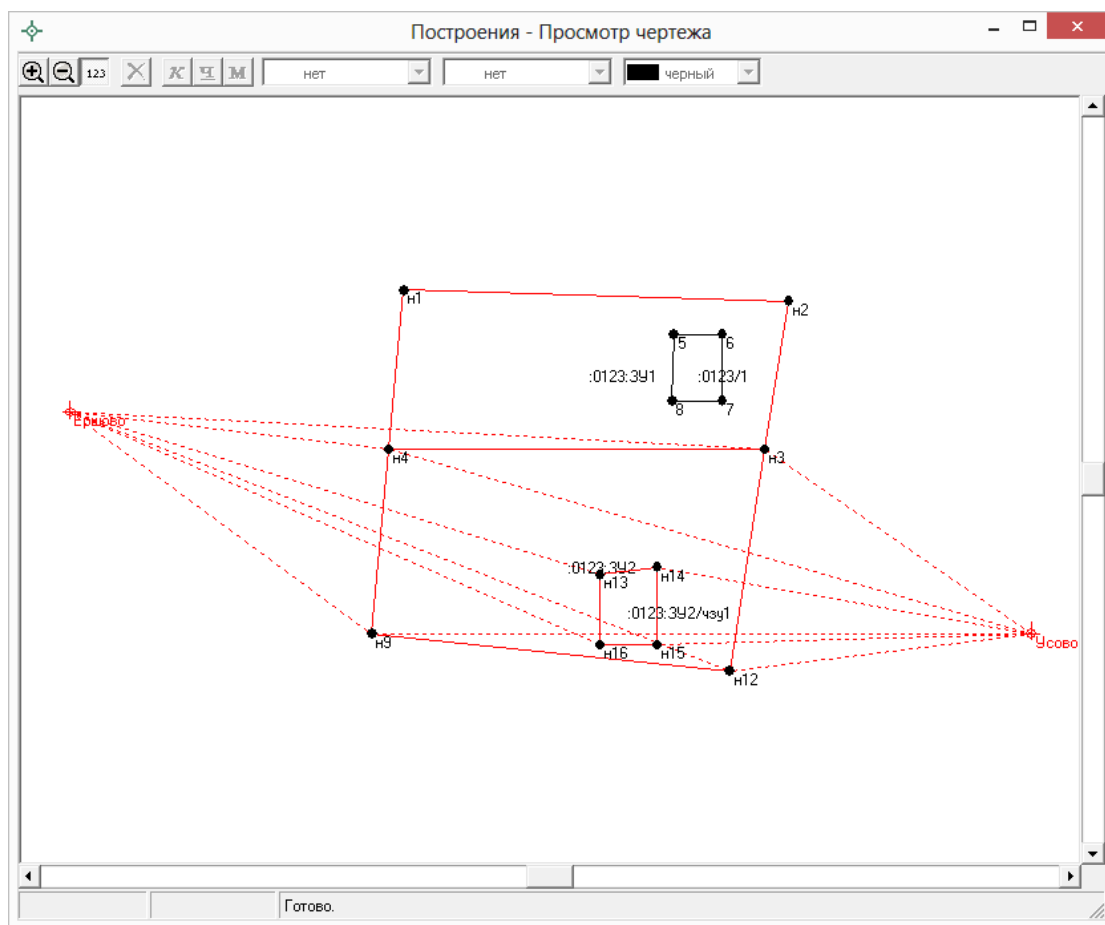 Построения - Просмотр чертежа
123 К Ч М нет нет черный
н1
н2
5 6
:0123:ЗУ1 :0123/1
8 7
Ершово
н4 н3
:0123:ЗУ2
н13 н14
:0123:ЗУ2/чзу1
н9 н16 н15 Усово
н12
Готово.